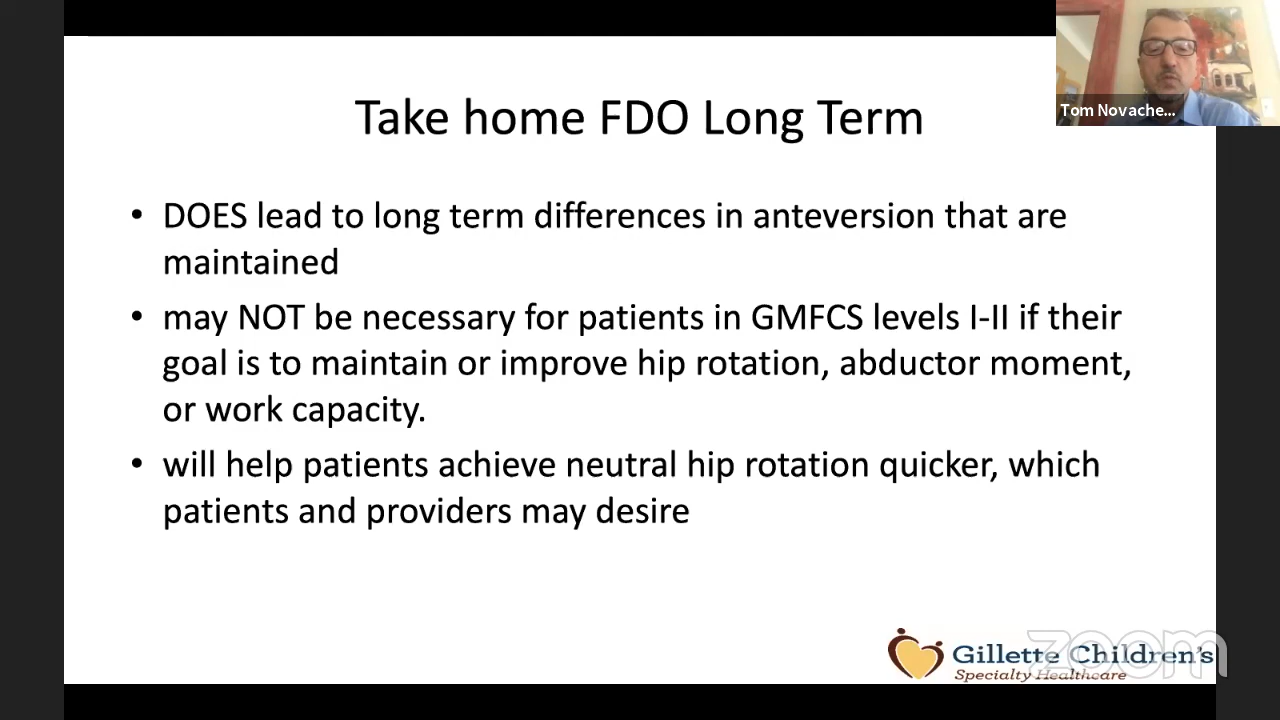 Take home FDO Long Term
Tom Novache...
• DOES lead to long term differences in anteversion that are
maintained
• may NOT be necessary for patients in GMFCS levels I-II if their
goal is to maintain or improve hip rotation, abductor moment,
or work capacity.
• will help patients achieve neutral hip rotation quicker, which
patients and providers may desire
Gillette Children's
Specialty Healthcare
zoom